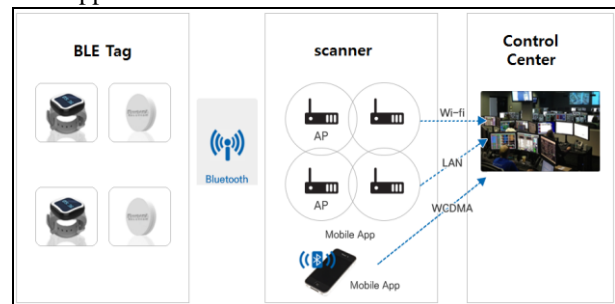 BLE Tag
Bluetooth
scanner
AP
AP
Mobile App
Mobile App
Wi-fi
LAN
WCDMA
Control
Center